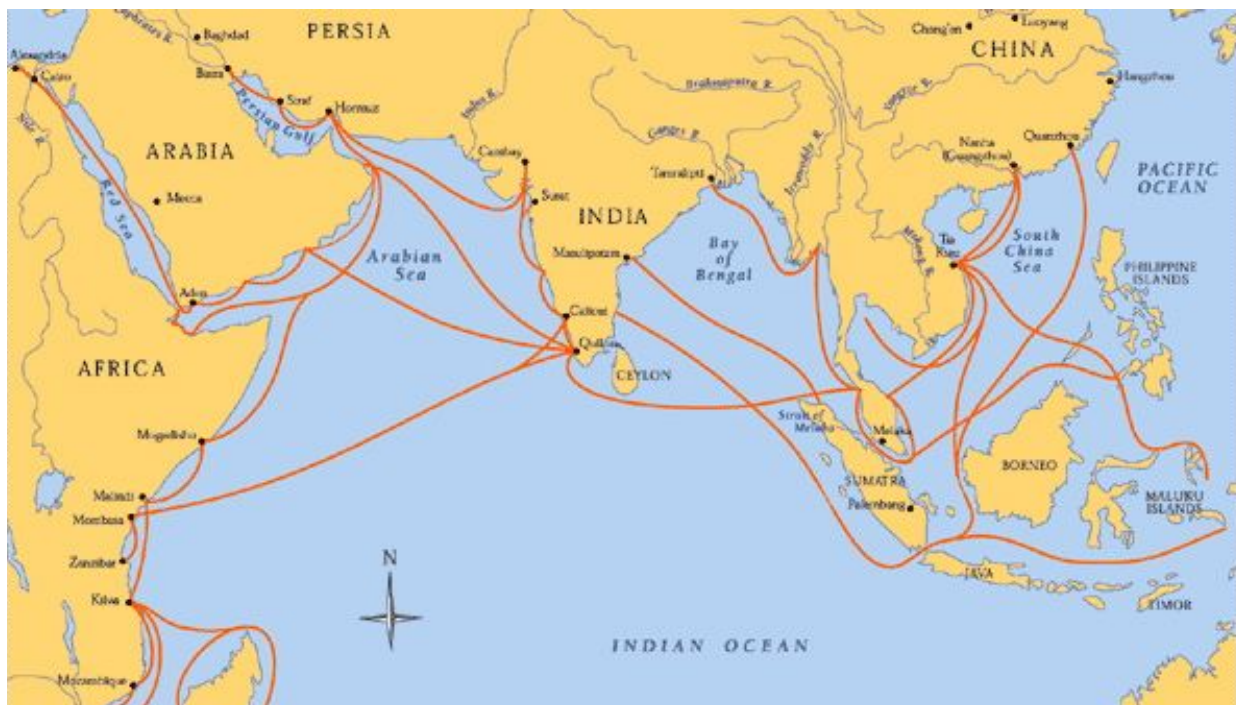 PERSIA
CHINA
Chang'an
Luoyang
Euphrates R.
Baghdad
Alexandria
Cairo
Basra
Siraf
Hormuz
Persian Gulf
Indus R.
Brahmaputra R.
Yangzte R.
Hangzhou
Nile R.
ARABIA
Red Sea
Mecca
Cambay
Surat
Ganges R.
Irrawaddy R.
Quanzhou
(Guangzhou)
PACIFIC
OCEAN
INDIA
Masulipatam
Bay
of
Bengal
Mekong R.
South
China
Sea
PHILIPPINE
ISLANDS
Arabian
Sea
Aden
Calicut
Quilon
CEYLON
AFRICA
Mogadishu
Strait of
Melaka
Melaka
BORNEO
SUMATRA
Palembang
MALUKU
ISLANDS
Malindi
Mombasa
Zanzibar
Kilwa
N
JAVA
TIMOR
INDIAN OCEAN
Mozambique